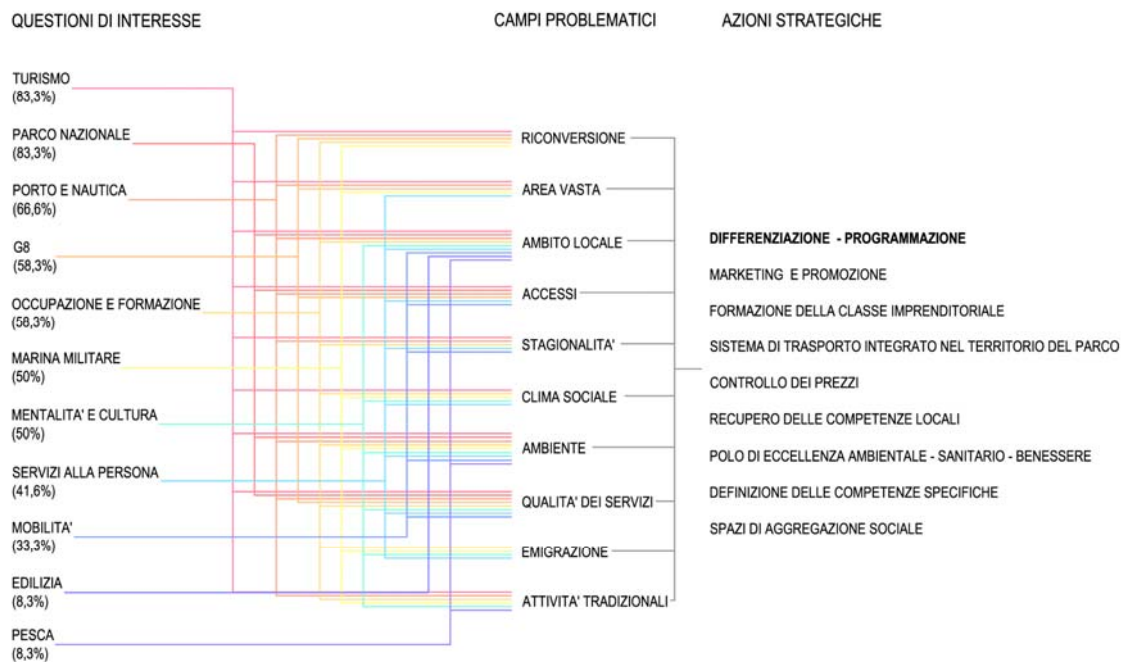 QUESTIONI DI INTERESSE
CAMPI PROBLEMATICI
AZIONI STRATEGICHE
TURISMO
(83,3%)
PARCO NAZIONALE
(83,3%)
PORTO E NAUTICA
(66,6%)
G8
(58,3%)
OCCUPAZIONE E FORMAZIONE
(58,3%)
MARINA MILITARE
(50%)
MENTALITA' E CULTURA
(50%)
SERVIZI ALLA PERSONA
(41,6%)
MOBILITA'
(33,3%)
EDILIZIA
(8,3%)
PESCA
(8,3%)
RICONVERSIONE
AREA VASTA
AMBITO LOCALE
ACCESSI
STAGIONALITA'
CLIMA SOCIALE
AMBIENTE
QUALITA' DEI SERVIZI
EMIGRAZIONE
ATTIVITA' TRADIZIONALI
DIFFERENZIAZIONE - PROGRAMMAZIONE
MARKETING E PROMOZIONE
FORMAZIONE DELLA CLASSE IMPRENDITORIALE
SISTEMA DI TRASPORTO INTEGRATO NEL TERRITORIO DEL PARCO
CONTROLLO DEI PREZZI
RECUPERO DELLE COMPETENZE LOCALI
POLO DI ECCELLENZA AMBIENTALE - SANITARIO - BENESSERE
DEFINIZIONE DELLE COMPETENZE SPECIFICHE
SPAZI DI AGGREGAZIONE SOCIALE